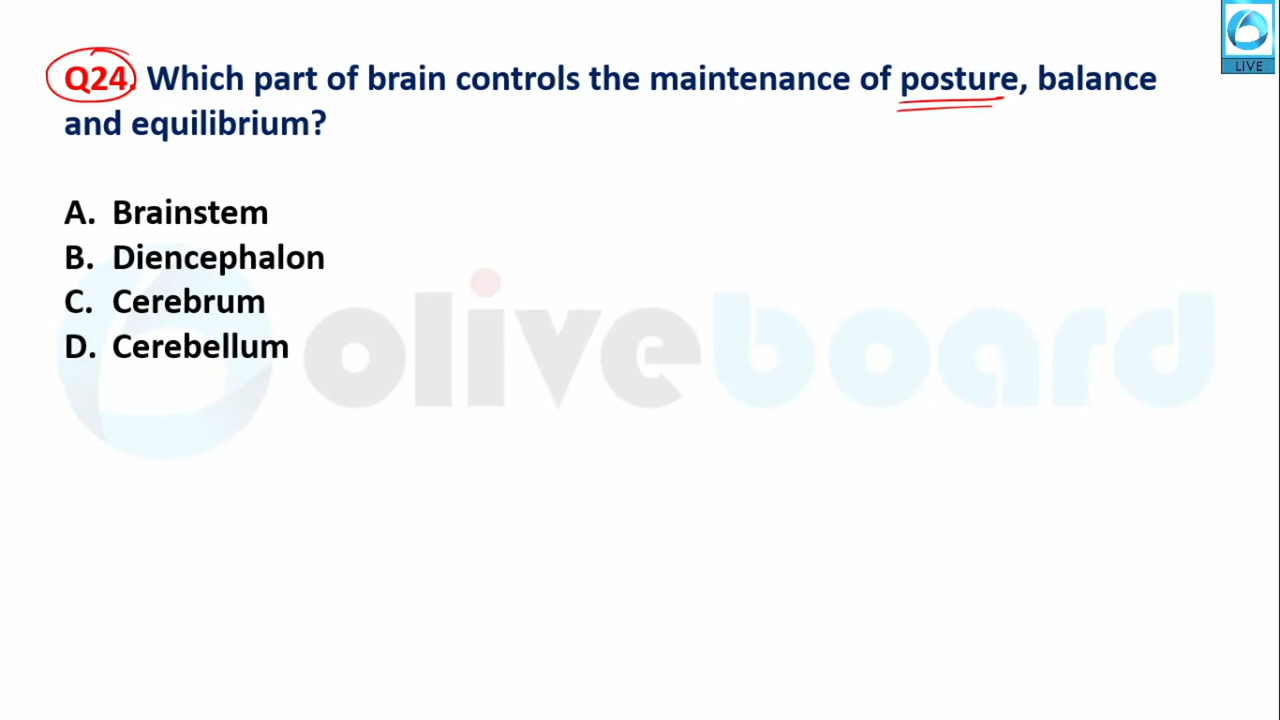 LIVE
Q24. Which part of brain controls the maintenance of posture, balance
and equilibrium?
A. Brainstem
B. Diencephalon
C. Cerebrum
D. Cerebellum
oliveboard